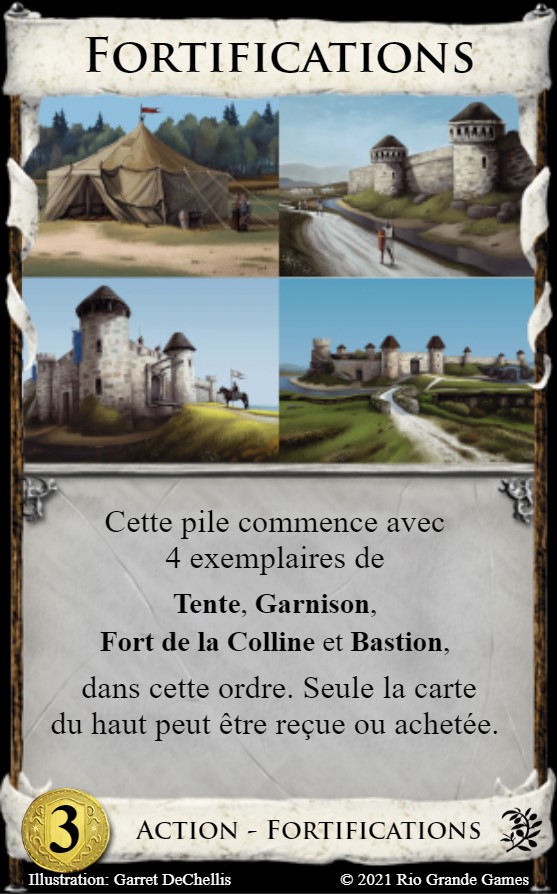 Fortifications
Cette pile commence avec
4 exemplaires de
Tente, Garnison,
Fort de la Colline et Bastion,
dans cette ordre. Seule la carte
du haut peut être reçue ou achetée.
3
Action - Fortifications
Illustration: Garret DeChellis
© 2021 Rio Grande Games